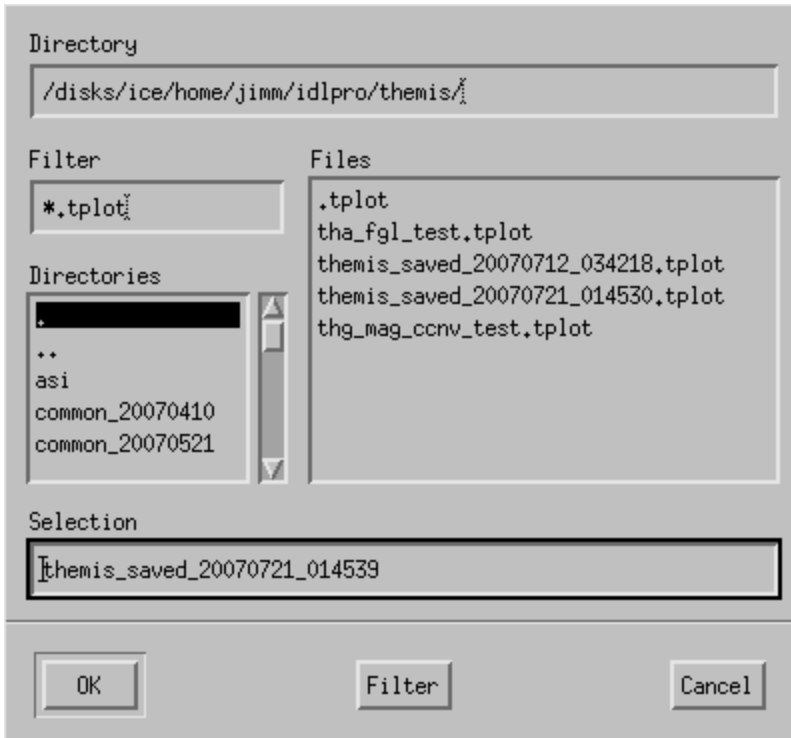 Directory
/disks/ice/home/jimm/idlpro/themis/
Filter
*.tplot
Directories
.
..
asi
common_20070410
common_20070521
Files
.tplot
tha_fgl_test.tplot
themis_saved_20070712_034218.tplot
themis_saved_20070721_014530.tplot
thg_mag_ccnv_test.tplot
Selection
themis_saved_20070721_014539
OK
Filter
Cancel